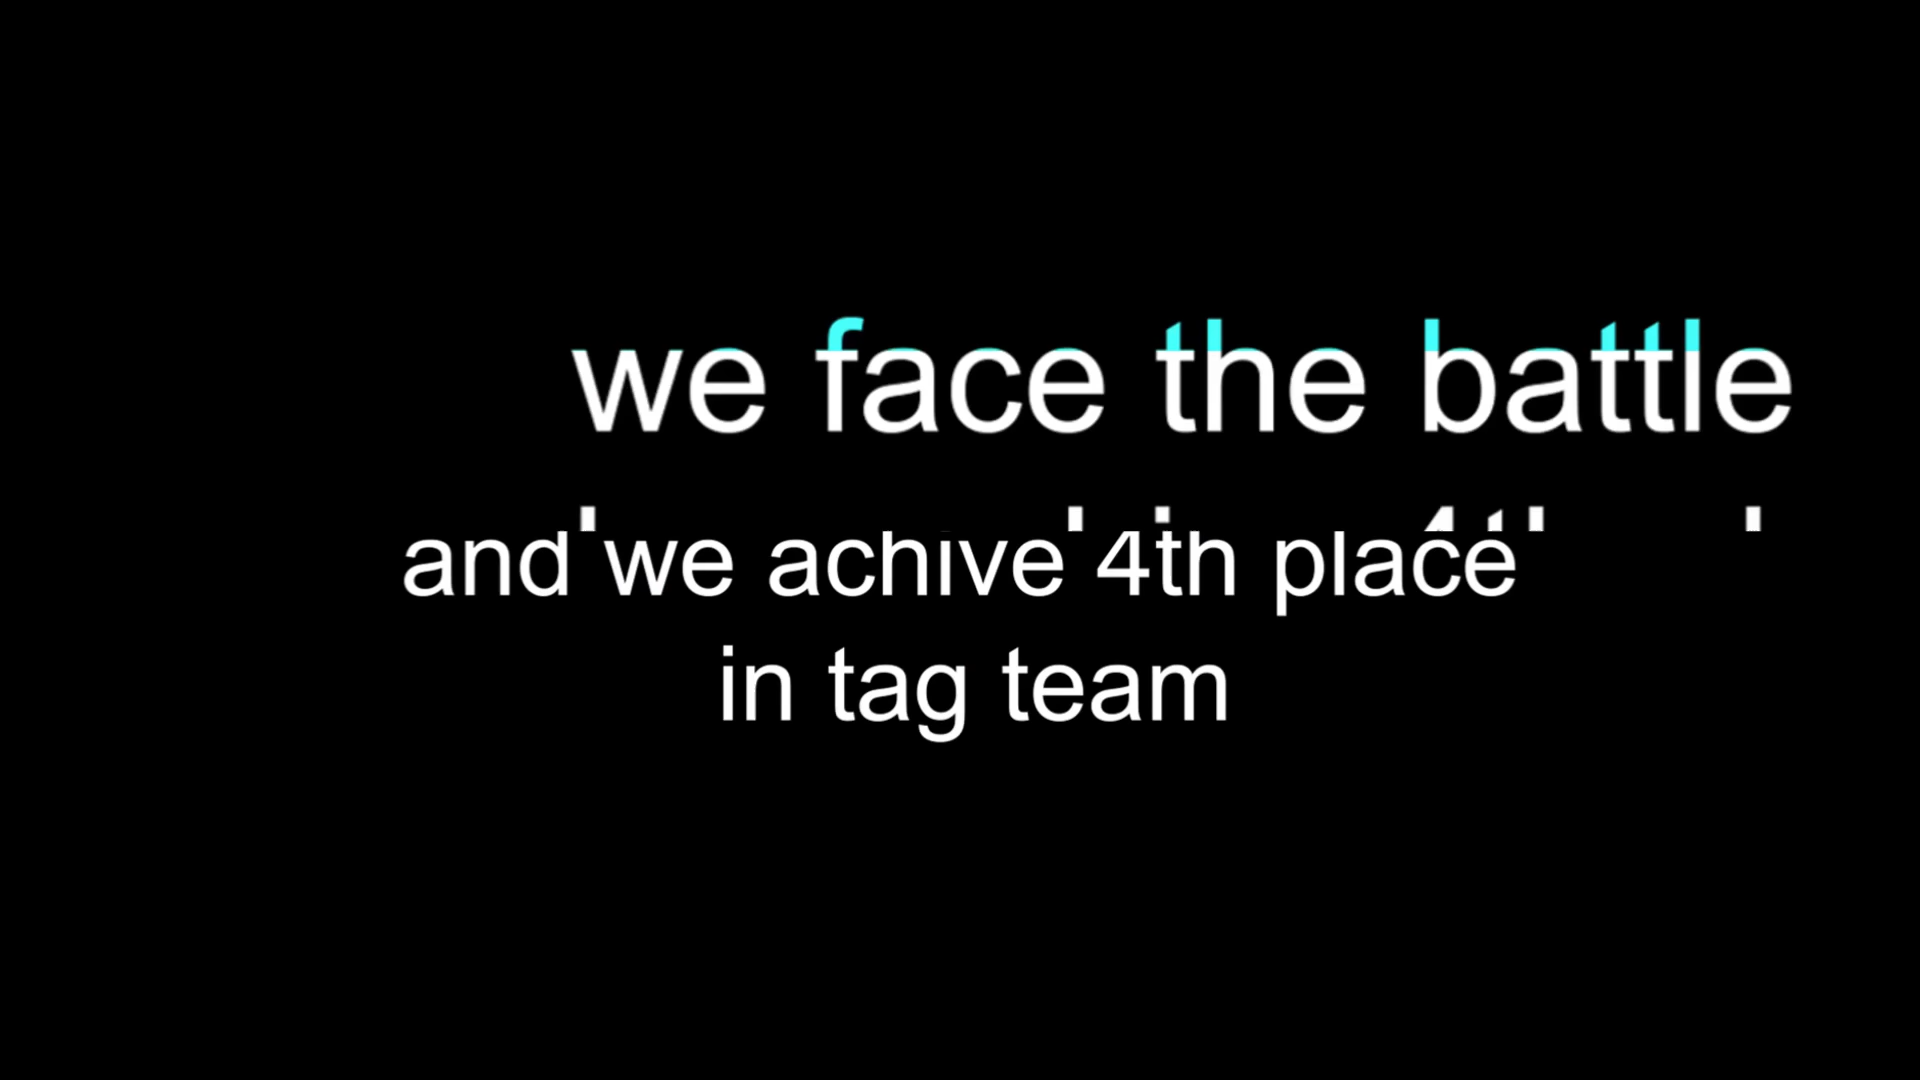 we face the battle
and we achive 4th place
in tag team